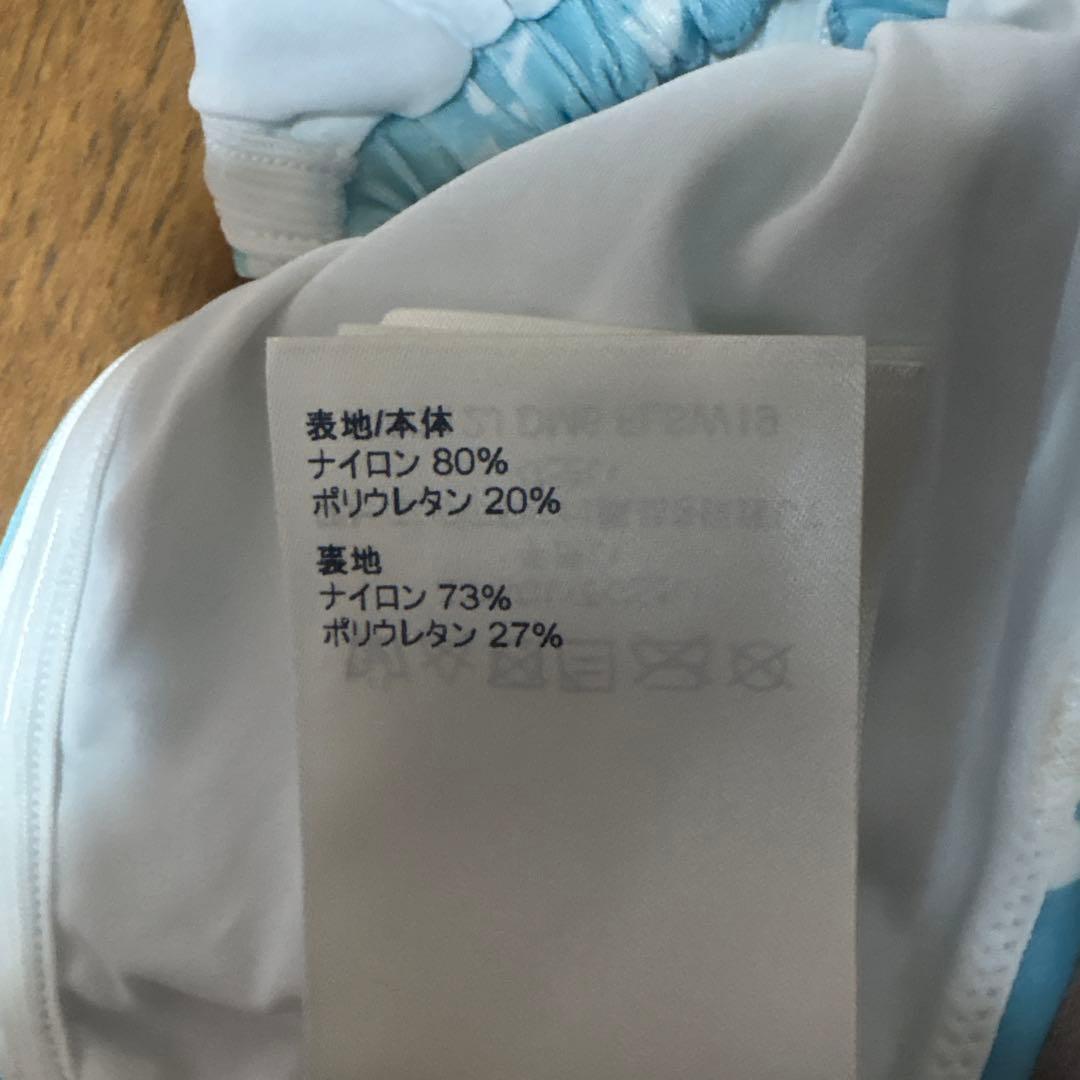 表地/本体
ナイロン 80%
ポリウレタン 20%
裏地
ナイロン 73%
ポリウレタン 27%